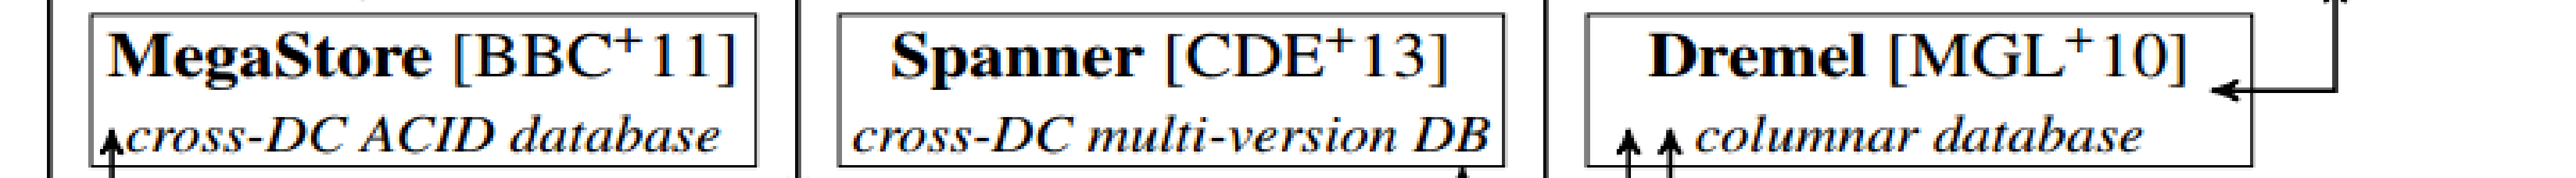 MegaStore [BBC+11]
cross-DC ACID database
Spanner [CDE+13]
cross-DC multi-version DB
Dremel [MGL+10]
columnar database